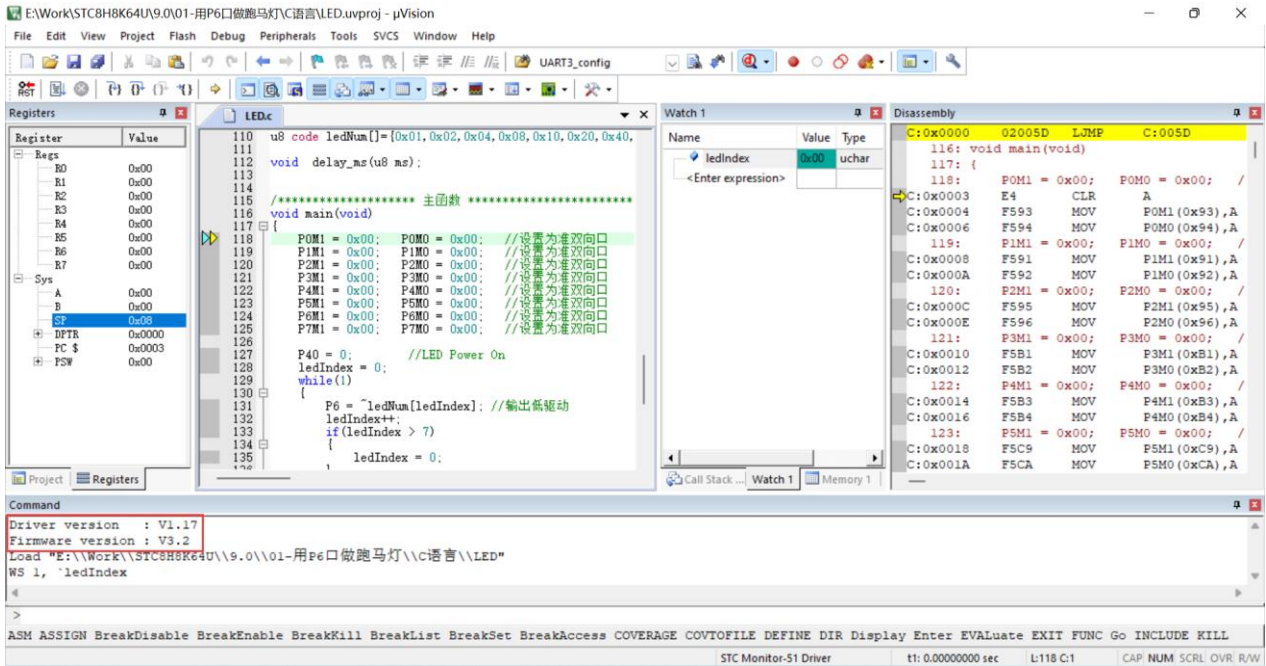 E:\Work\STC8H8K64U\9.0\01-用P6口做跑马灯\C语言\LED.uvproj - µVision
File Edit View Project Flash Debug Peripherals Tools SVCS Window Help
UART3_config
RST
Registers
Register Value
Regs
R0 0x00
R1 0x00
R2 0x00
R3 0x00
R4 0x00
R5 0x00
R6 0x00
R7 0x00
Sys
A 0x00
B 0x00
SP 0x08
DPTR 0x0000
PC $ 0x0003
PSW 0x00
Project Registers
LED.c
110 u8 code ledNum[]={0x01,0x02,0x04,0x08,0x10,0x20,0x40,
111
112 void delay_ms(u8 ms);
113
114
115 /******************** 主函数 ************************
116 void main(void)
117 {
118 P0M1 = 0x00; P0M0 = 0x00; //设置为准双向口
119 P1M1 = 0x00; P1M0 = 0x00; //设置为准双向口
120 P2M1 = 0x00; P2M0 = 0x00; //设置为准双向口
121 P3M1 = 0x00; P3M0 = 0x00; //设置为准双向口
122 P4M1 = 0x00; P4M0 = 0x00; //设置为准双向口
123 P5M1 = 0x00; P5M0 = 0x00; //设置为准双向口
124 P6M1 = 0x00; P6M0 = 0x00; //设置为准双向口
125 P7M1 = 0x00; P7M0 = 0x00; //设置为准双向口
126
127 P40 = 0; //LED Power On
128 ledIndex = 0;
129 while(1)
130 {
131 P6 = ~ledNum[ledIndex]; //输出低驱动
132 ledIndex++;
133 if(ledIndex > 7)
134 {
135 ledIndex = 0;
136 }
Watch 1
Name Value Type
ledIndex 0x00 uchar
<Enter expression>
Call Stack ... Watch 1 Memory 1
Disassembly
C:0x0000 02005D LJMP C:005D
116: void main(void)
117: {
118: P0M1 = 0x00; P0M0 = 0x00; /
C:0x0003 E4 CLR A
C:0x0004 F593 MOV P0M1(0x93),A
C:0x0006 F594 MOV P0M0(0x94),A
119: P1M1 = 0x00; P1M0 = 0x00; /
C:0x0008 F591 MOV P1M1(0x91),A
C:0x000A F592 MOV P1M0(0x92),A
120: P2M1 = 0x00; P2M0 = 0x00; /
C:0x000C F595 MOV P2M1(0x95),A
C:0x000E F596 MOV P2M0(0x96),A
121: P3M1 = 0x00; P3M0 = 0x00; /
C:0x0010 F5B1 MOV P3M1(0xB1),A
C:0x0012 F5B2 MOV P3M0(0xB2),A
122: P4M1 = 0x00; P4M0 = 0x00; /
C:0x0014 F5B3 MOV P4M1(0xB3),A
C:0x0016 F5B4 MOV P4M0(0xB4),A
123: P5M1 = 0x00; P5M0 = 0x00; /
C:0x0018 F5C9 MOV P5M1(0xC9),A
C:0x001A F5CA MOV P5M0(0xCA),A
Command
Driver version : V1.17
Firmware version : V3.2
Load "E:\\Work\\STC8H8K64U\\9.0\\01-用P6口做跑马灯\\C语言\\LED"
WS 1, `ledIndex
>
ASM ASSIGN BreakDisable BreakEnable BreakKill BreakList BreakSet BreakAccess COVERAGE COVTOFILE DEFINE DIR Display Enter EVALuate EXIT FUNC Go INCLUDE KILL
STC Monitor-51 Driver t1: 0.00000000 sec L:118 C:1 CAP NUM SCRL OVR R/W